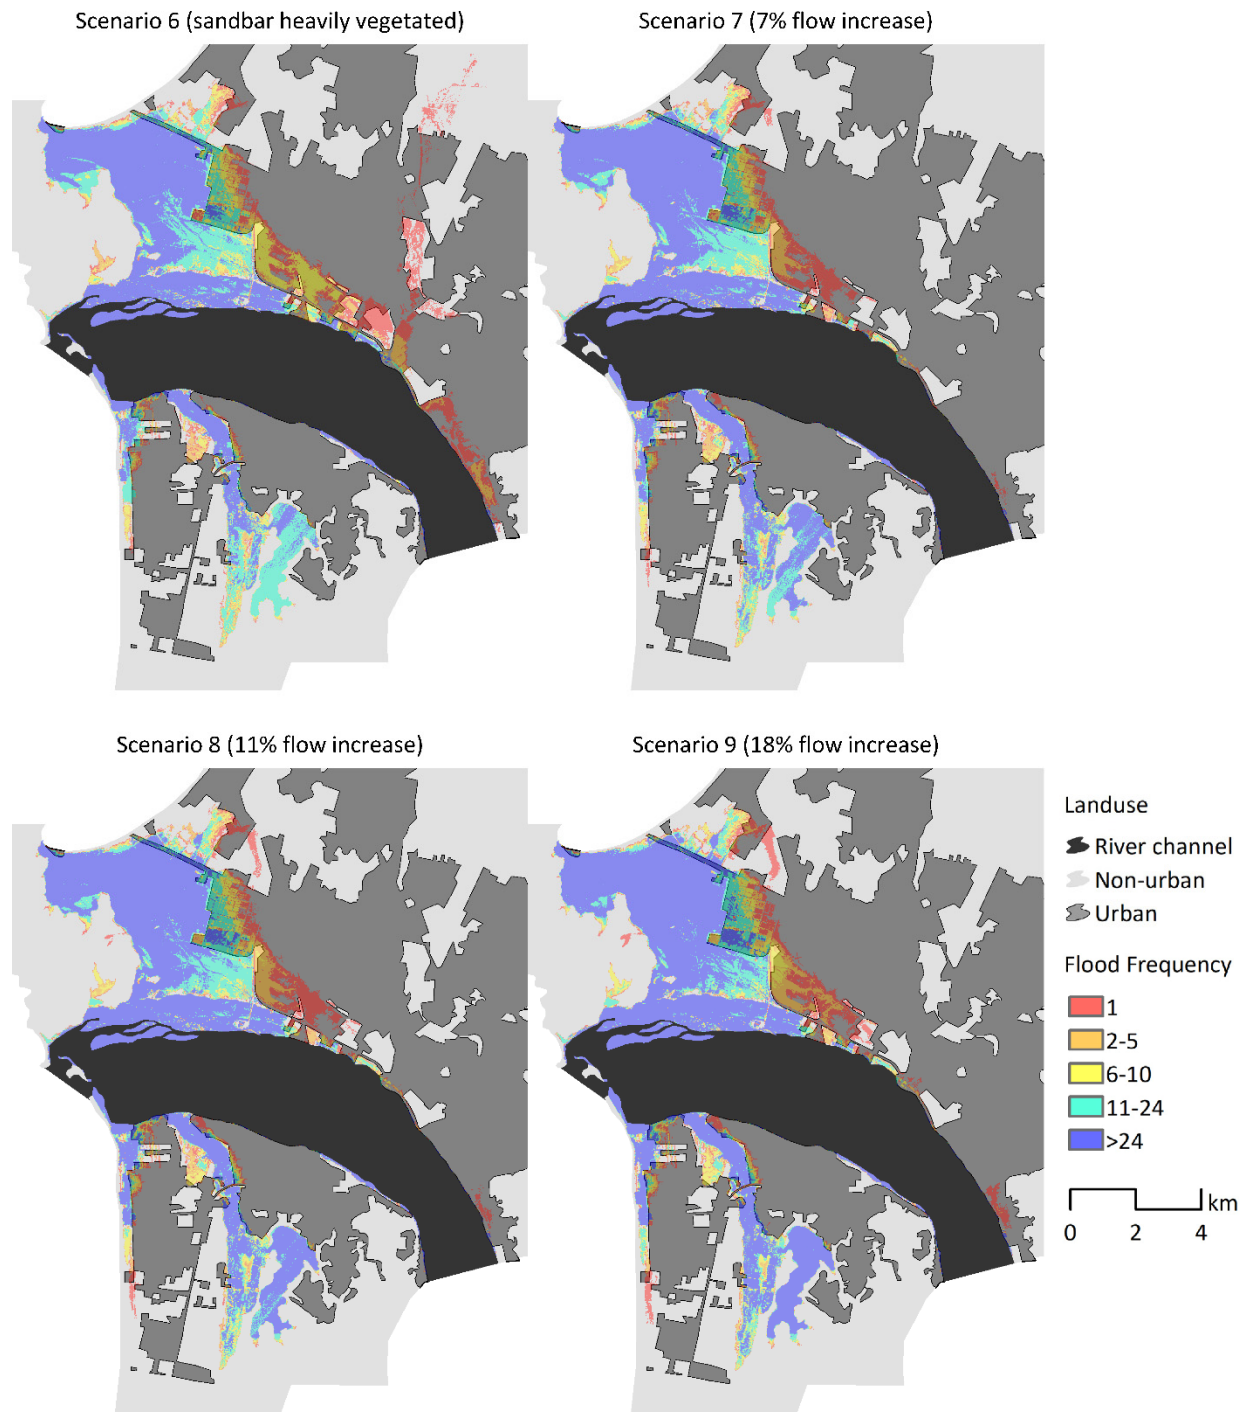 Scenario 6 (sandbar heavily vegetated)
Scenario 7 (7% flow increase)
Scenario 8 (11% flow increase)
Scenario 9 (18% flow increase)
Landuse
River channel
Non-urban
Urban
Flood Frequency
1
2-5
6-10
11-24
>24
km
0 2 4